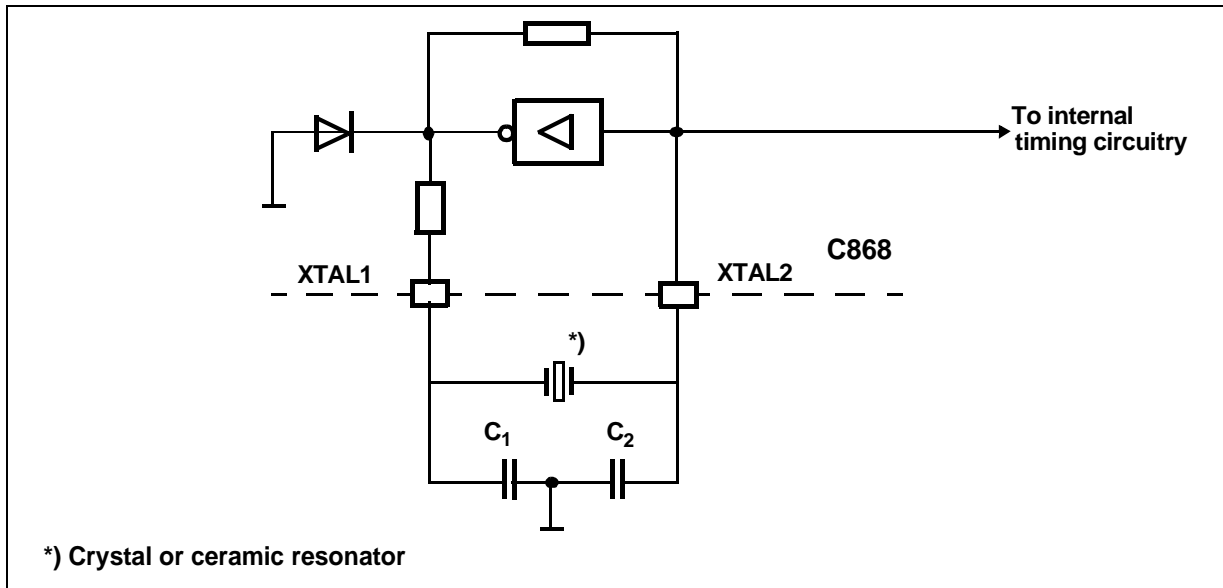 To internal
timing circuitry
C868
XTAL1
XTAL2
*)
C1
C2
*) Crystal or ceramic resonator